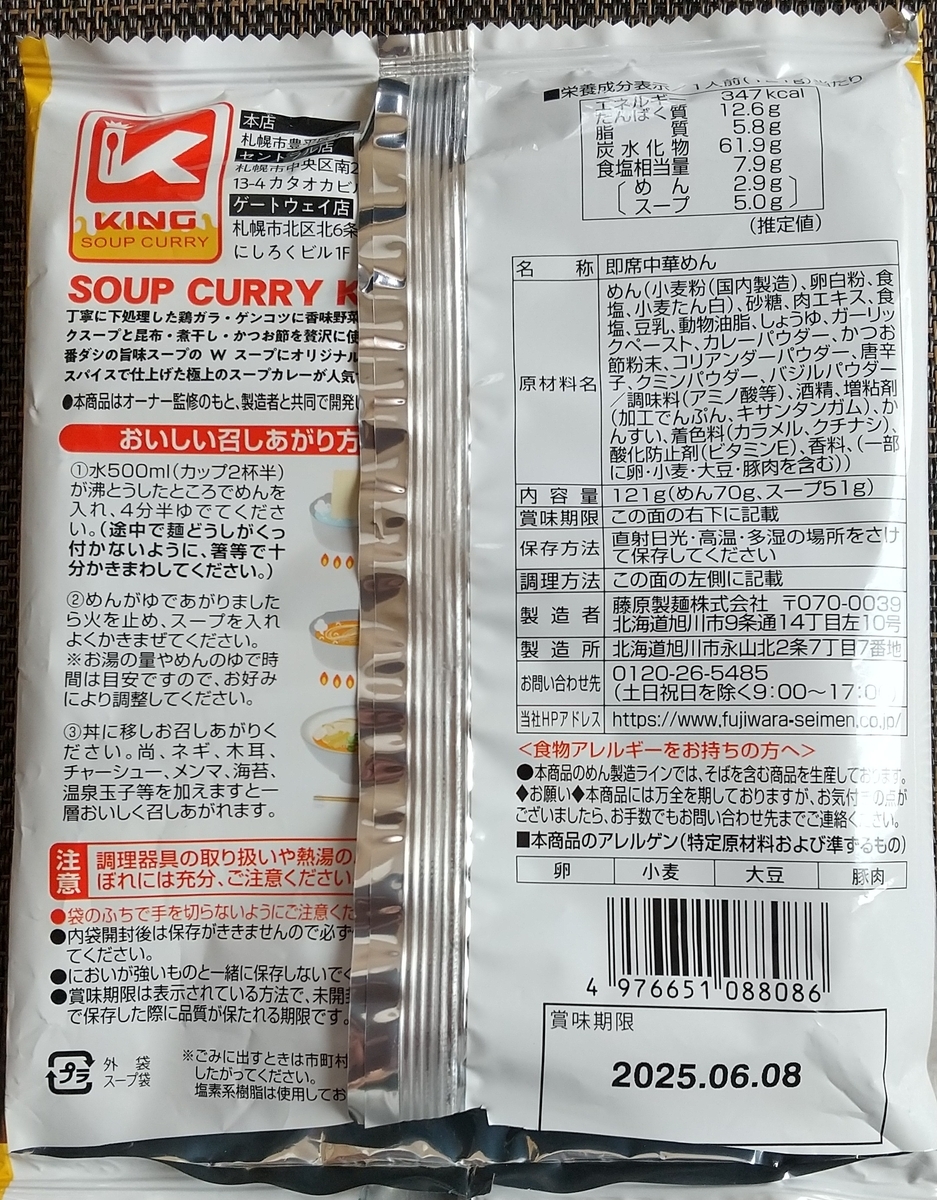 KING
SOUP CURRY
本店
札幌市豊平
セントラル店
札幌市中央区南2
13-4 カタオカビル
ゲートウェイ店
札幌市北区北6条
にしろくビル1F
SOUP CURRY K
丁寧に下処理した鶏ガラ・ゲンコツに香味野菜
クスープと昆布・煮干し・かつお節を贅沢に使
番ダシの旨味スープの W スープにオリジナル
スパイスで仕上げた極上のスープカレーが人気
●本商品はオーナー監修のもと、製造者と共同で開発し
おいしい召しあがり方
①水500ml(カップ2杯半)
が沸とうしたところでめんを
入れ、4分半ゆでてくださ
い。(途中で麺どうしがくっ
付かないように、箸等で十
分かきまわしてください。)
②めんがゆであがりました
ら火を止め、スープを入れ
よくかきまぜてください。
※お湯の量やめんのゆで時
間は目安ですので、お好み
により調整してください。
③丼に移しお召しあがりく
ださい。尚、ネギ、木耳、
チャーシュー、メンマ、海苔、
温泉玉子等を加えますと一
層おいしく召しあがれます。
注意
調理器具の取り扱いや熱湯の
ぼれには充分、ご注意ください
●袋のふちで手を切らないようにご注意くだ
●内袋開封後は保存がききませんので必ず
てください。
●においが強いものと一緒に保存しないでく
●賞味期限は表示されている方法で、未開封
で保存した際に品質が保たれる期限です。
プラ
外 袋
スープ袋
※ごみに出すときは市町村
したがってください。
塩素系樹脂は使用してお
■栄養成分表示 1人前
エネルギー 347kcal
たんぱく質 12.6g
脂質 5.8g
炭水化物 61.9g
食塩相当量 7.9g
めん 2.9g
スープ 5.0g
(推定値)
名称 即席中華めん
原材料名
めん(小麦粉(国内製造)、卵白粉、食
塩、小麦たん白)、砂糖、肉エキス、食
塩、豆乳、動物油脂、しょうゆ、ガーリッ
クペースト、カレーパウダー、かつお
節粉末、コリアンダーパウダー、唐辛
子、クミンパウダー、バジルパウダー
/調味料(アミノ酸等)、酒精、増粘剤
(加工でんぷん、キサンタンガム)、か
んすい、着色料(カラメル、クチナシ)、
酸化防止剤(ビタミンE)、香料、(一部
に卵・小麦・大豆・豚肉を含む))
内容量 121g(めん70g、スープ51g)
賞味期限 この面の右下に記載
保存方法 直射日光・高温・多湿の場所をさけ
て保存してください
調理方法 この面の左側に記載
製造者 藤原製麺株式会社 〒070-0039
北海道旭川市9条通14丁目左10号
製造所 北海道旭川市永山北2条7丁目7番地
お問い合わせ先 0120-26-5485
(土日祝日を除く9:00~17:0
当社HPアドレス https://www.fujiwara-seimen.co.jp/
<食物アレルギーをお持ちの方へ>
●本商品のめん製造ラインでは、そばを含む商品を生産しております。
◆お願い◆本商品には万全を期しておりますが、お気付きの点が
ございましたら、お手数でもお問い合わせ先までご連絡ください。
■本商品のアレルゲン(特定原材料および準ずるもの)
卵 小麦 大豆 豚肉
4 976651 088086
賞味期限
2025.06.08